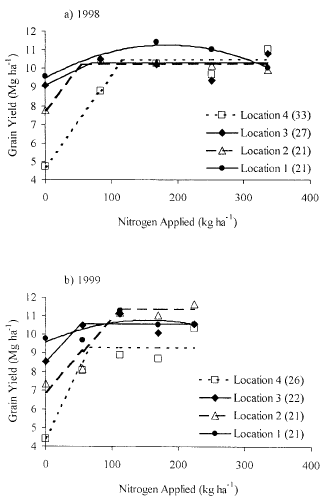 a) 1998
Grain Yield (Mg ha-1)
12
11
10
9
8
7
6
5
4
Location 4 (33)
Location 3 (27)
Location 2 (21)
Location 1 (21)
0 100 200 300 400
Nitrogen Applied (kg ha-1)
b) 1999
Grain Yield (Mg ha-1)
12
11
10
9
8
7
6
5
4
Location 4 (26)
Location 3 (22)
Location 2 (21)
Location 1 (21)
0 100 200 300 400
Nitrogen Applied (kg ha-1)